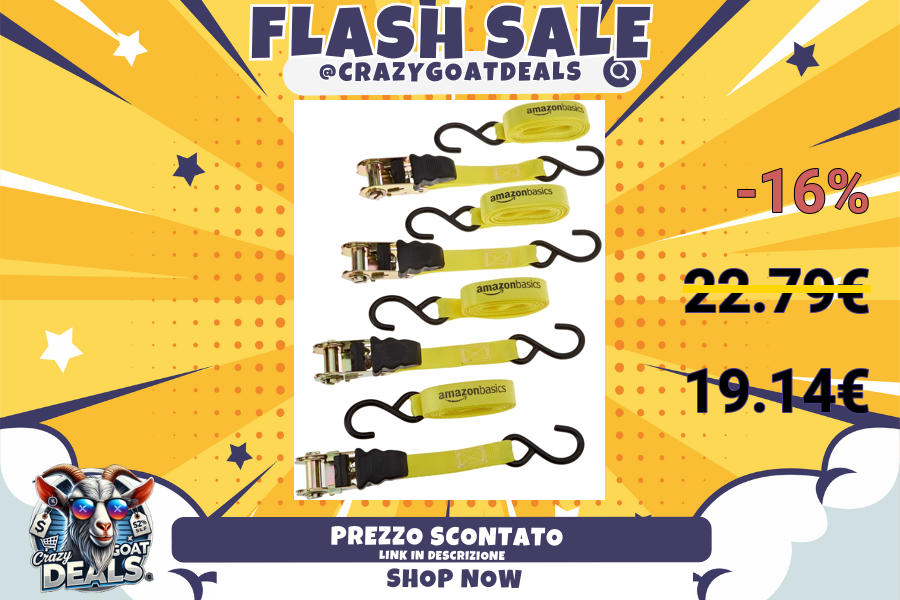 FLASH SALE
@CRAZYGOATDEALS
amazonbasics
amazonbasics
amazonbasics
amazonbasics
-16%
22.79€
19.14€
$
52%
Crazy
GOAT
DEALS
PREZZO SCONTATO
LINK IN DESCRIZIONE
SHOP NOW